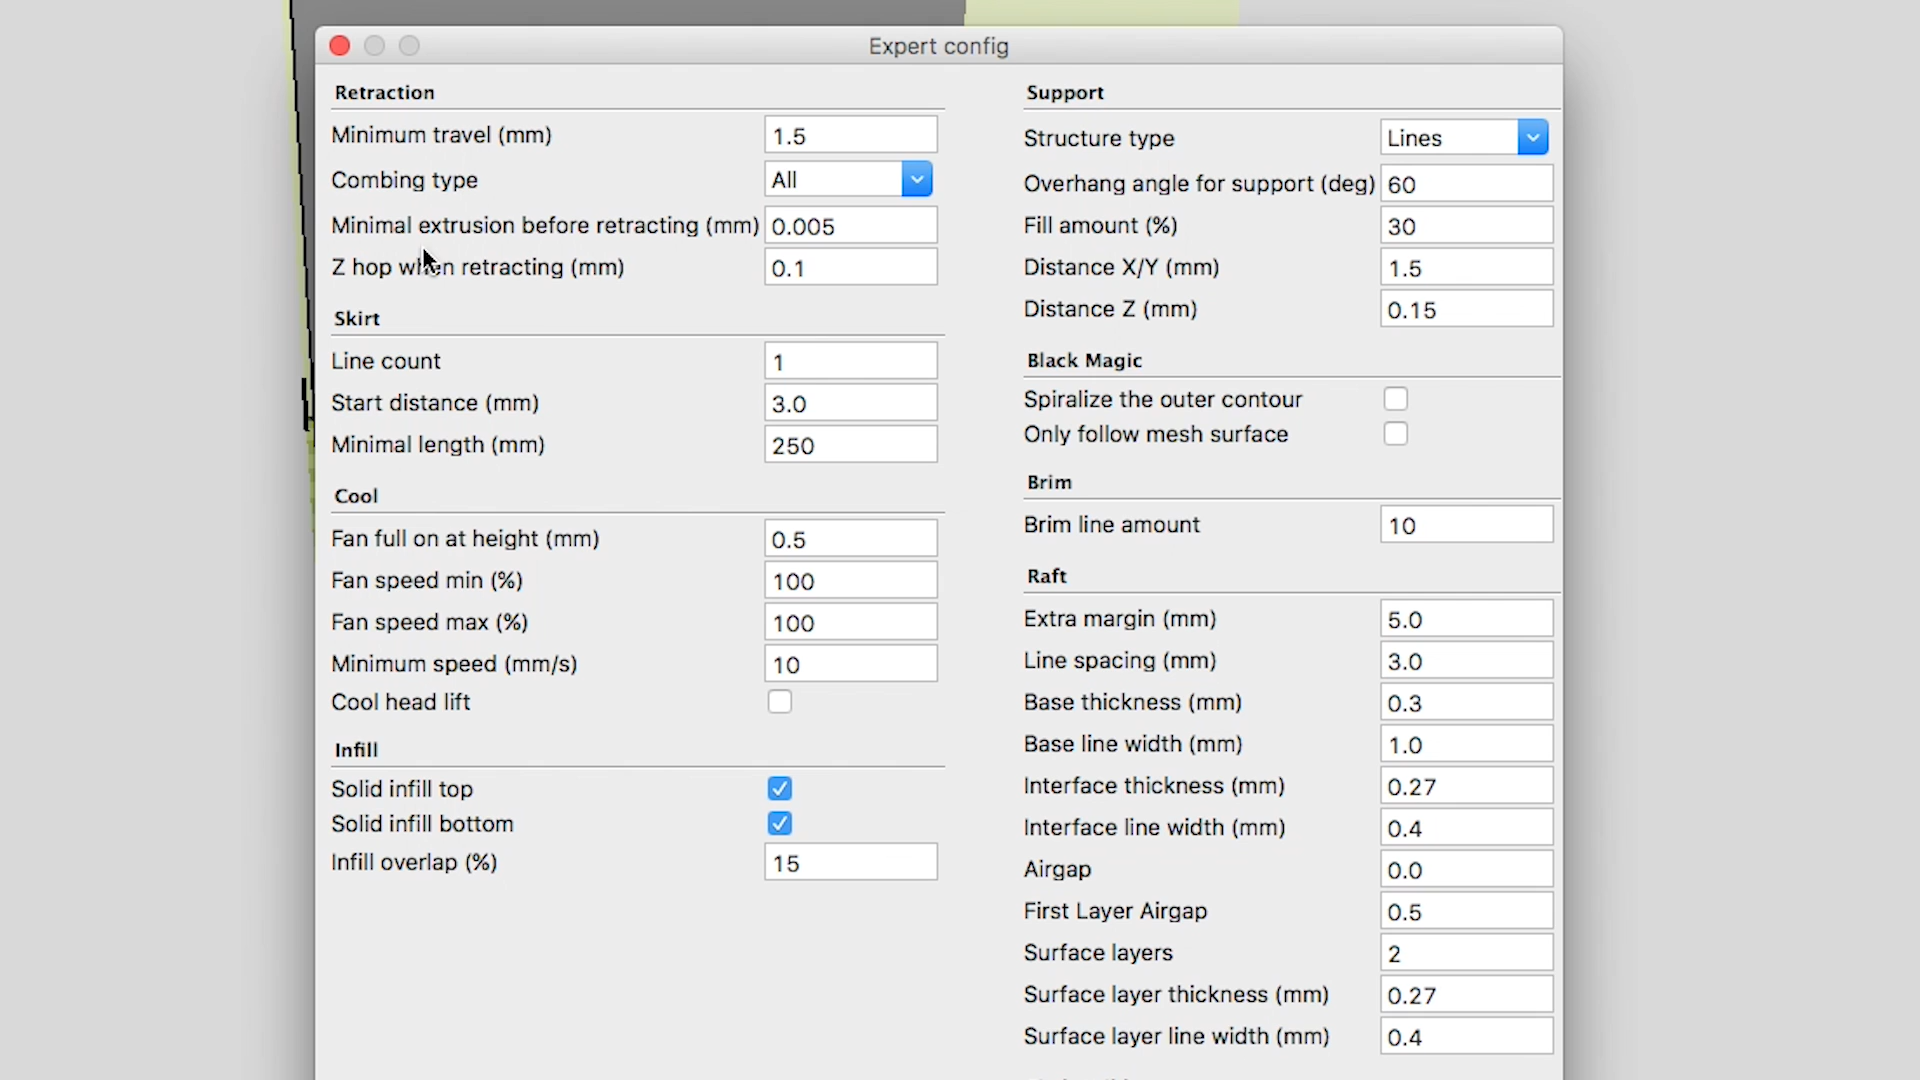 Expert config
Retraction
Minimum travel (mm) 1.5
Combing type All
Minimal extrusion before retracting (mm) 0.005
Z hop when retracting (mm) 0.1
Skirt
Line count 1
Start distance (mm) 3.0
Minimal length (mm) 250
Cool
Fan full on at height (mm) 0.5
Fan speed min (%) 100
Fan speed max (%) 100
Minimum speed (mm/s) 10
Cool head lift
Infill
Solid infill top
Solid infill bottom
Infill overlap (%) 15
Support
Structure type Lines
Overhang angle for support (deg) 60
Fill amount (%) 30
Distance X/Y (mm) 1.5
Distance Z (mm) 0.15
Black Magic
Spiralize the outer contour
Only follow mesh surface
Brim
Brim line amount 10
Raft
Extra margin (mm) 5.0
Line spacing (mm) 3.0
Base thickness (mm) 0.3
Base line width (mm) 1.0
Interface thickness (mm) 0.27
Interface line width (mm) 0.4
Airgap 0.0
First Layer Airgap 0.5
Surface layers 2
Surface layer thickness (mm) 0.27
Surface layer line width (mm) 0.4